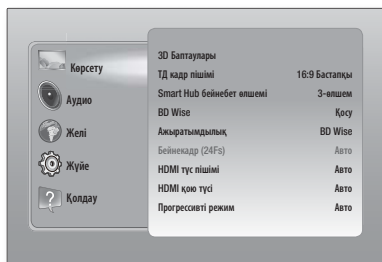 Көрсету
Аудио
Желі
Жүйе
Қолдау
3D Баптаулары
ТД кадр пішімі 16:9 Бастапқы
Smart Hub бейнебет өлшемі 3-өлшем
BD Wise Қосу
Ажыратымдылық BD Wise
Бейнекадр (24Fs) Авто
HDMI түс пішімі Авто
HDMI қою түсі Авто
Прогрессивті режим Авто